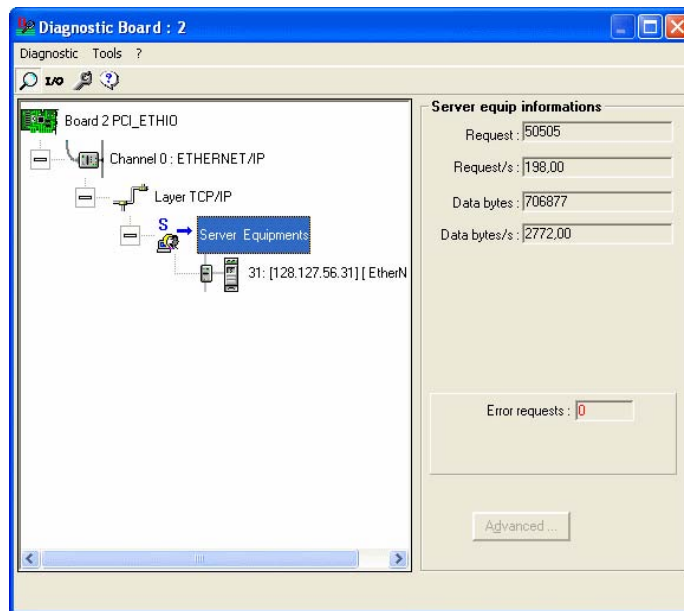 Diagnostic Board : 2
Diagnostic Tools ?
I/O
Board 2 PCI_ETHIO
Channel 0 : ETHERNET/IP
Layer TCP/IP
S
Server Equipments
31: [128.127.56.31] [ EtherN
Server equip informations
Request : 50505
Request/s : 198,00
Data bytes : 706877
Data bytes/s : 2772,00
Error requests : 0
Advanced ...